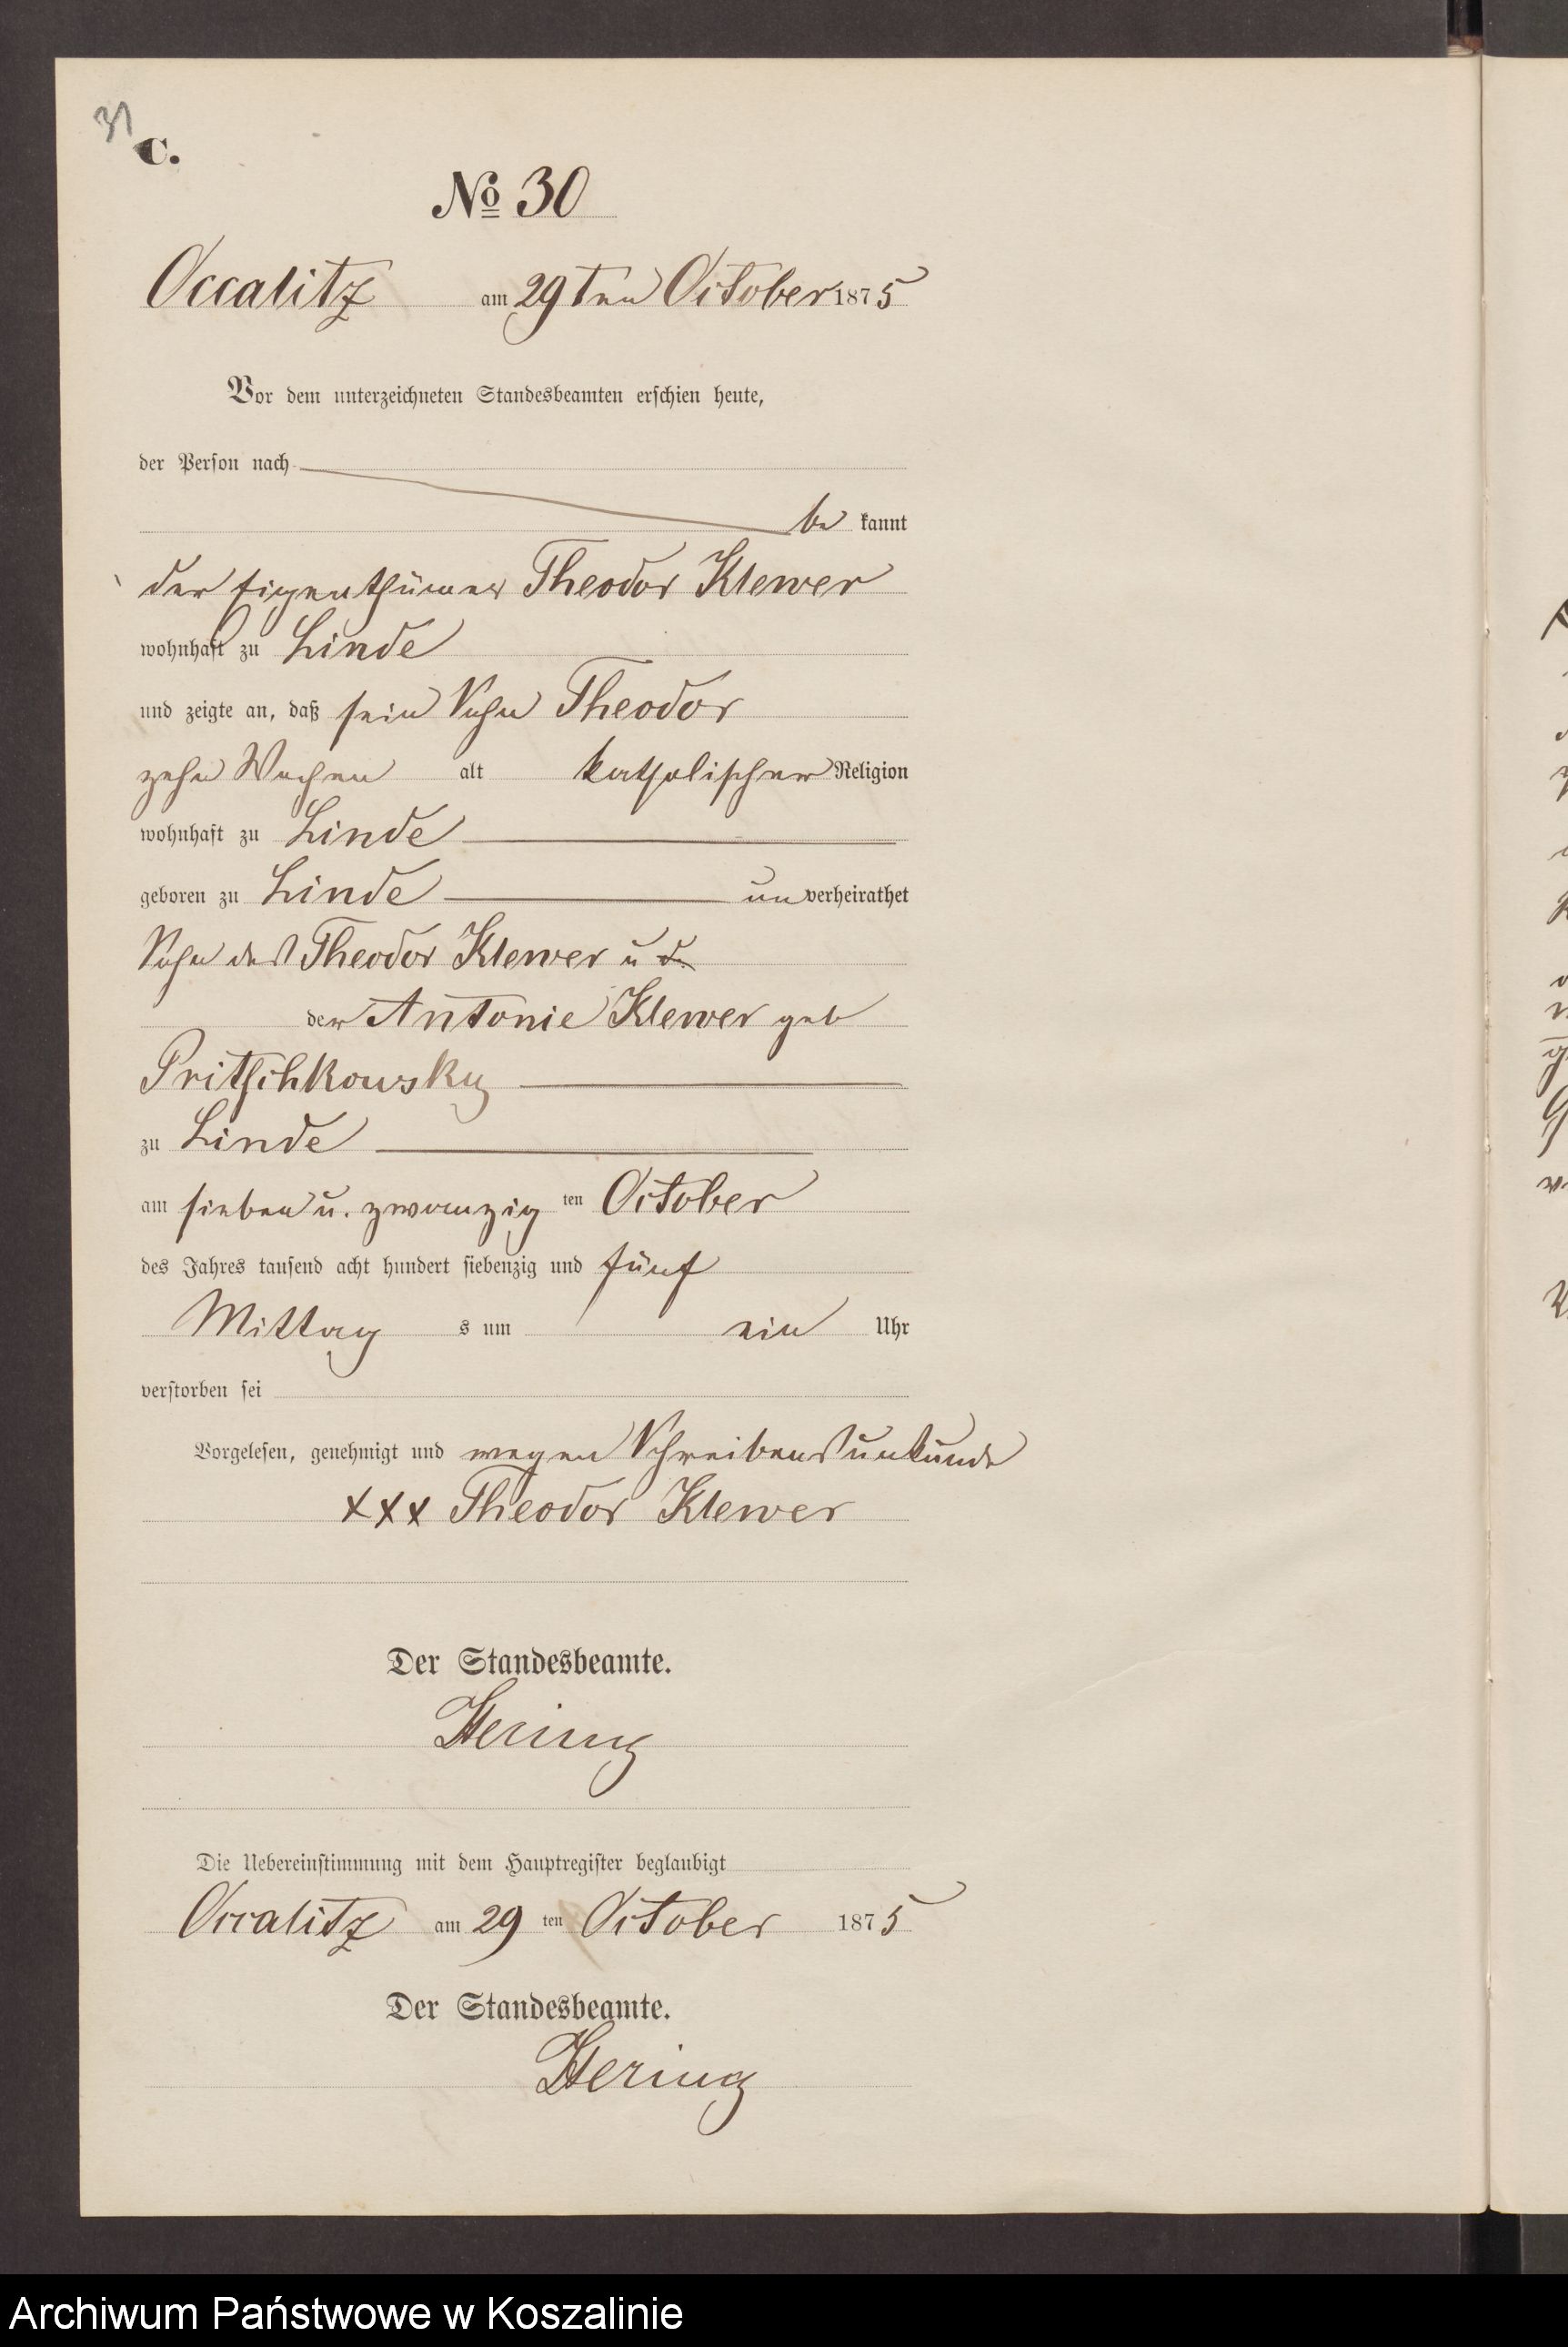 31
C.
No 30
Occalitz am 29ten October 1875
Vor dem unterzeichneten Standesbeamten erschien heute,
der Person nach
be kannt
der Eigenthümer Theodor Klewer
wohnhaft zu Linde
und zeigte an, daß sein Sohn Theodor
zehn Wochen alt katholischer Religion
wohnhaft zu Linde
geboren zu Linde unverheirathet
Sohn des Theodor Klewer u d.
der Antonie Klewer geb
Pritschkowsky
zu Linde
am sieben u. zwanzig ten October
des Jahres tausend acht hundert siebenzig und fünf
Mittag s um ein Uhr
verstorben sei
Vorgelesen, genehmigt und wegen Schreibensunkunde
xxx Theodor Klewer
Der Standesbeamte.
Hering
Die Uebereinstimmung mit dem Hauptregister beglaubigt
Occalitz am 29 ten October 1875
Der Standesbeamte.
Hering
Archiwum Państwowe w Koszalinie